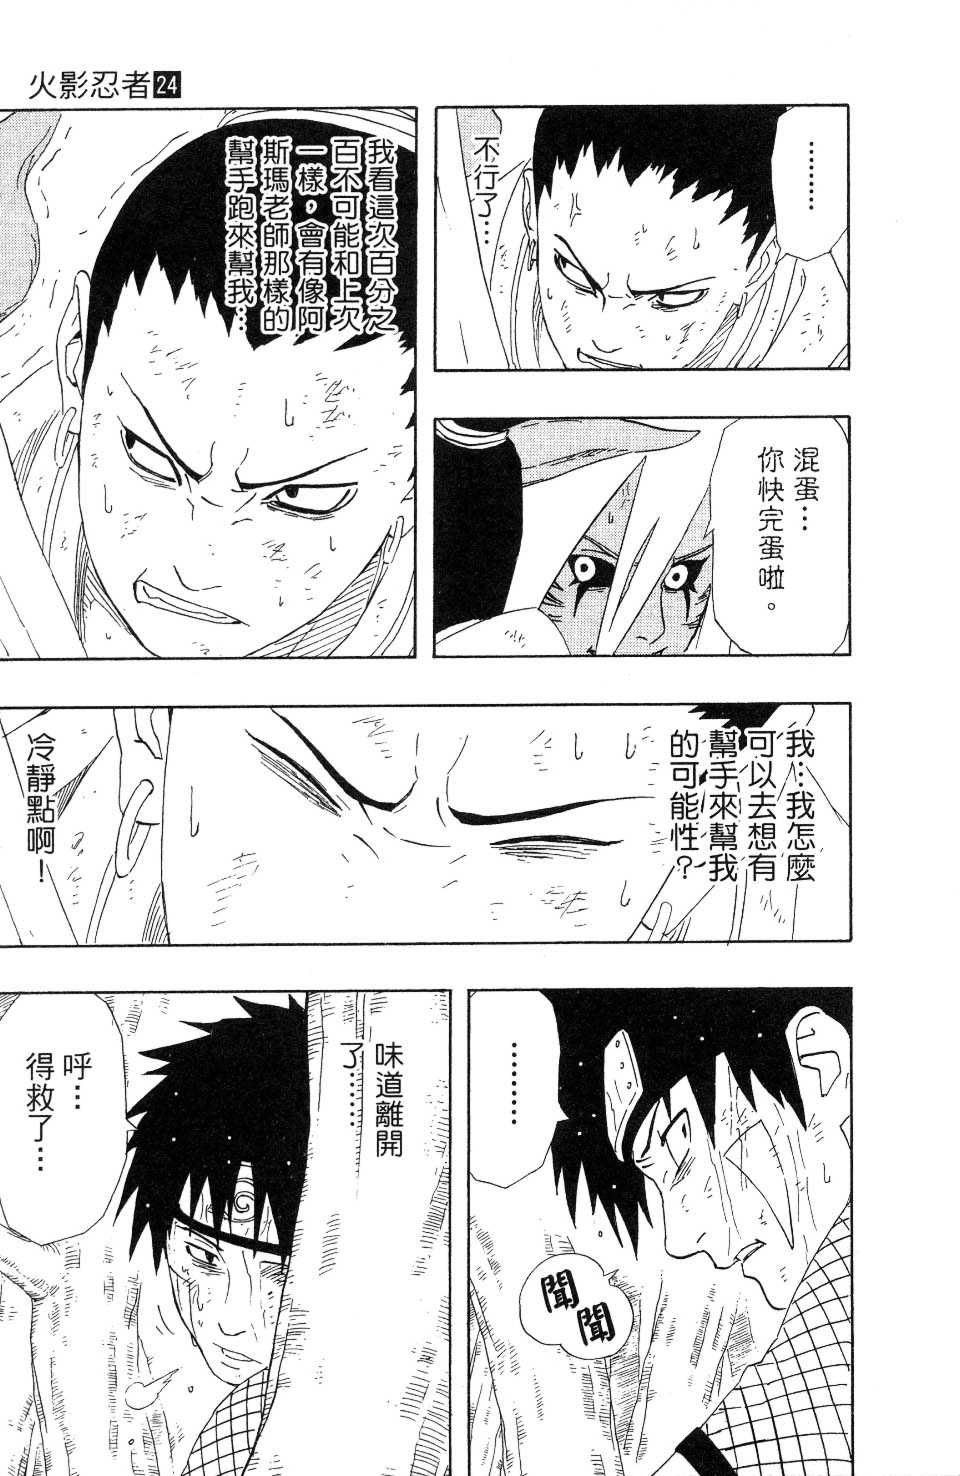 火影忍者24
…………
不行了…
混蛋…
你快完蛋啦。
我看這次百分之
百不可能和上次
一樣，會有像阿
斯瑪老師那樣的
幫手跑來幫我…
我…我怎麼
可以去想有
幫手來幫我
的可能性？
冷靜點啊！
…………
聞
聞
味道離開
了……
呼…
得救了…